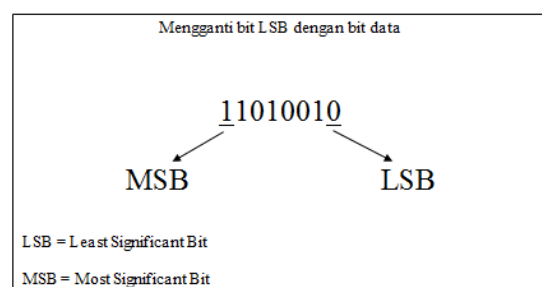 Mengganti bit LSB dengan bit data
11010010
MSB LSB
LSB = Least Significant Bit
MSB = Most Significant Bit